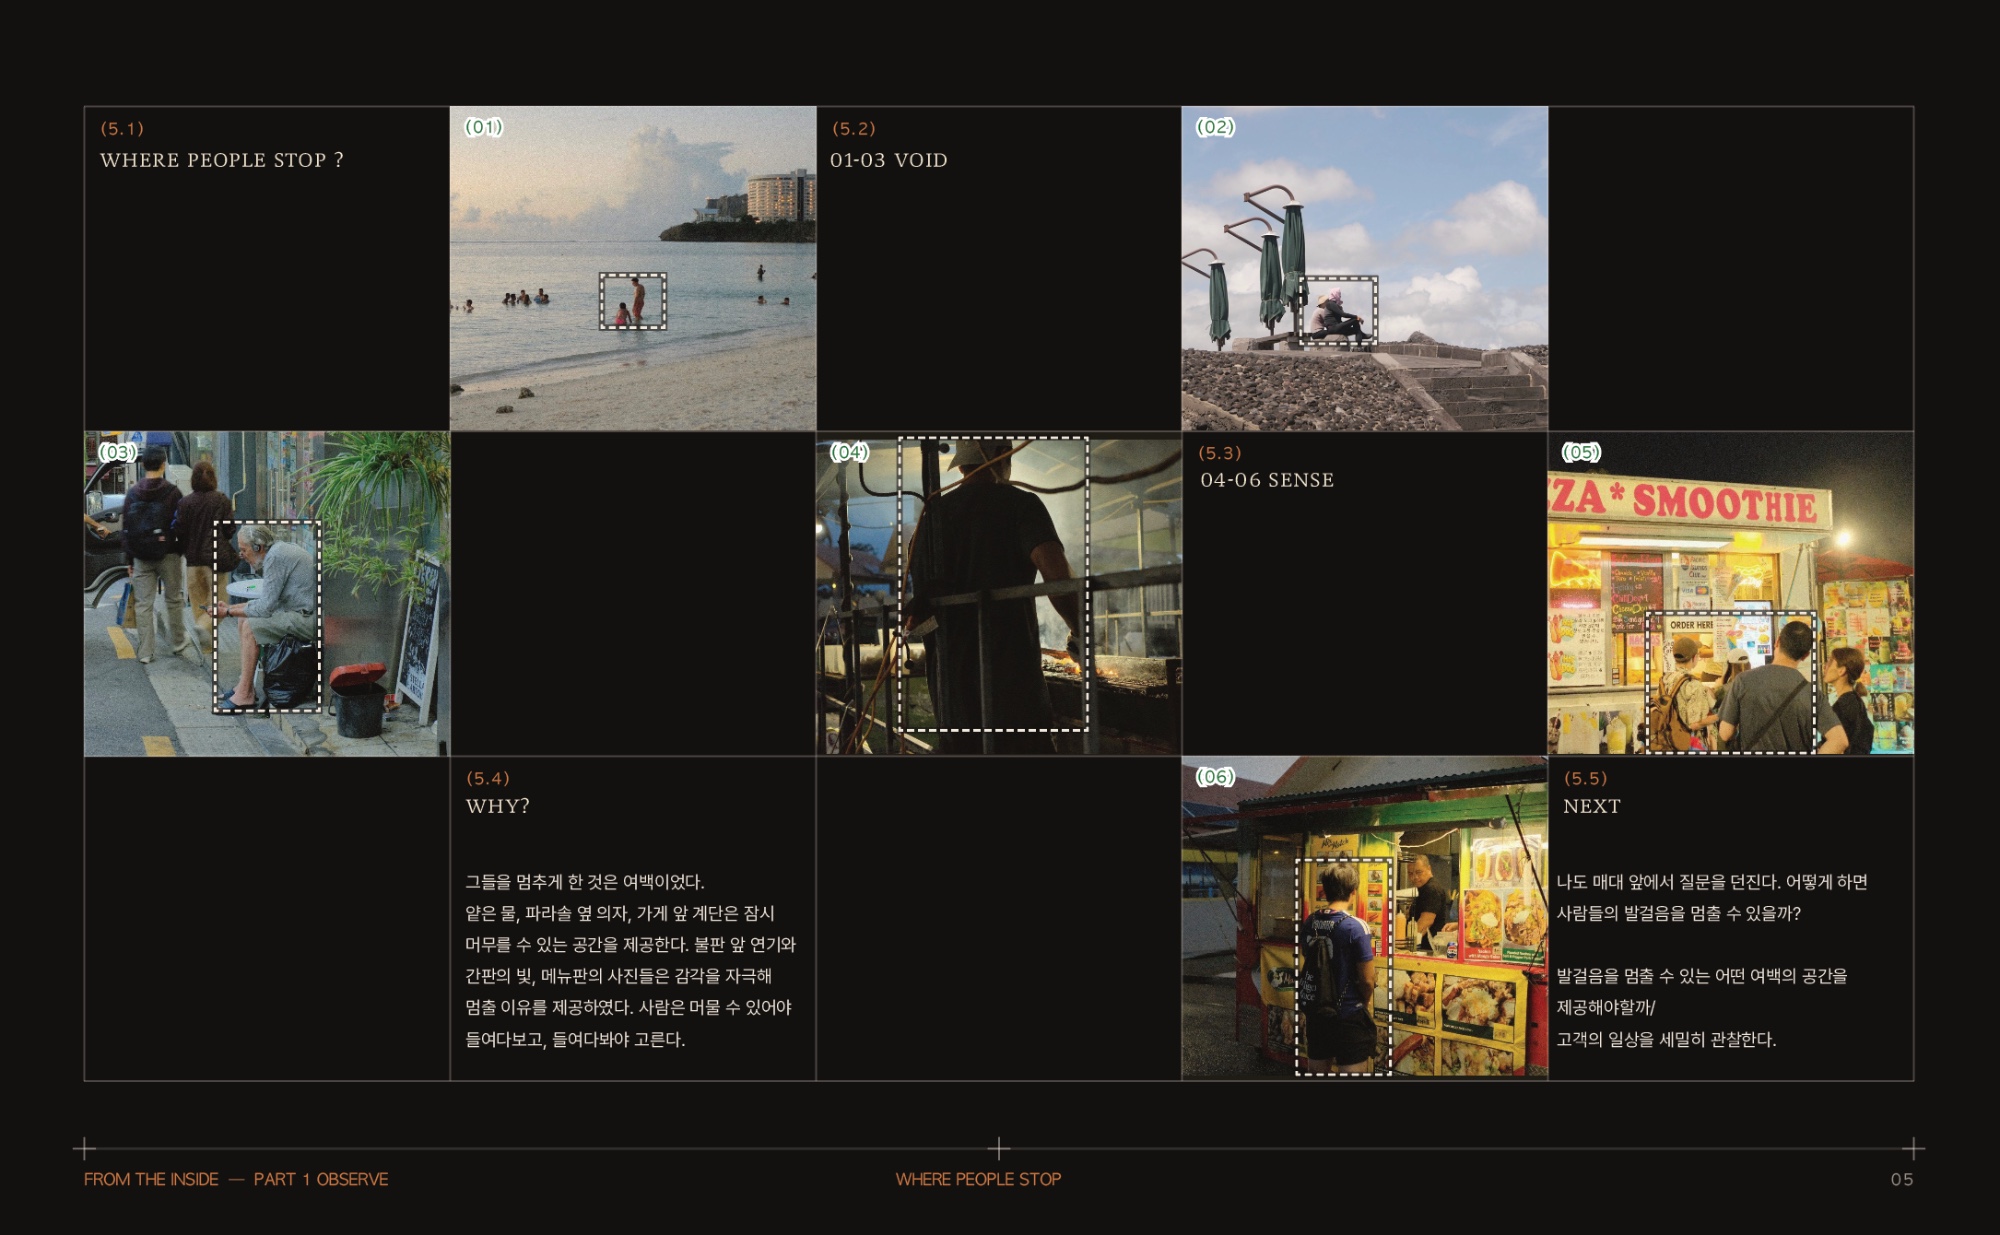 (5.1)
WHERE PEOPLE STOP ?
(01)
(5.2)
01-03 VOID
(02)
(03)
(04)
(5.3)
04-06 SENSE
(05)
ZZA * SMOOTHIE
ORDER HERE
(5.4)
WHY?
그들을 멈추게 한 것은 여백이었다.
얕은 물, 파라솔 옆 의자, 가게 앞 계단은 잠시
머무를 수 있는 공간을 제공한다. 불판 앞 연기와
간판의 빛, 메뉴판의 사진들은 감각을 자극해
멈출 이유를 제공하였다. 사람은 머물 수 있어야
들여다보고, 들여다봐야 고른다.
(06)
(5.5)
NEXT
나도 매대 앞에서 질문을 던진다. 어떻게 하면
사람들의 발걸음을 멈출 수 있을까?
발걸음을 멈출 수 있는 어떤 여백의 공간을
제공해야할까/
고객의 일상을 세밀히 관찰한다.
FROM THE INSIDE — PART 1 OBSERVE
WHERE PEOPLE STOP
05